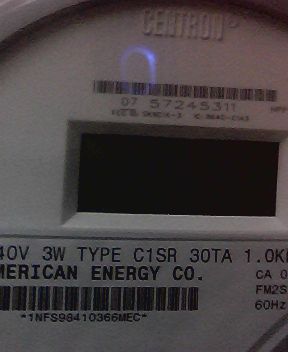 CENTRON
07 57245311
40V 3W TYPE C1SR 30TA 1.0K
MERICAN ENERGY CO.
CA 0
FM2S
60Hz
*1NFS98410366MEC*